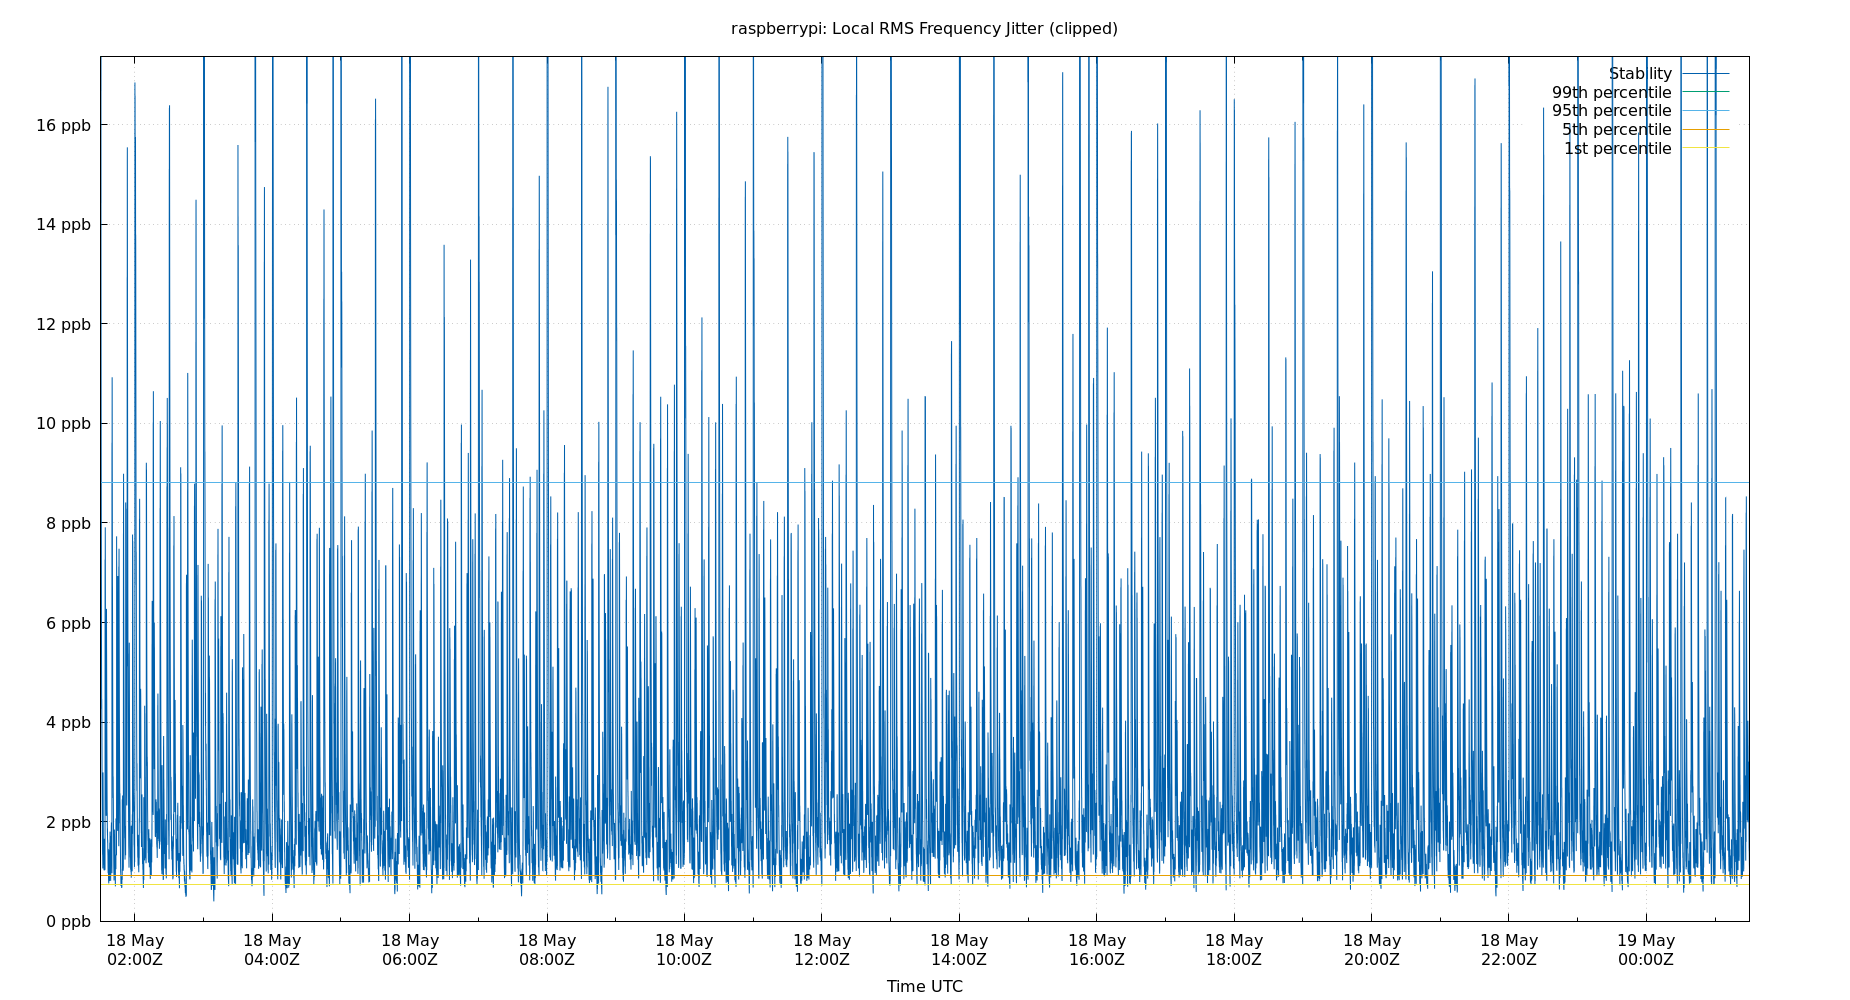 raspberrypi: Local RMS Frequency Jitter (clipped)
Stability
99th percentile
95th percentile
5th percentile
1st percentile
16 ppb
14 ppb
12 ppb
10 ppb
8 ppb
6 ppb
4 ppb
2 ppb
0 ppb
18 May 18 May 18 May 18 May 18 May 18 May 18 May 18 May 18 May 18 May 18 May 19 May
02:00Z 04:00Z 06:00Z 08:00Z 10:00Z 12:00Z 14:00Z 16:00Z 18:00Z 20:00Z 22:00Z 00:00Z
Time UTC